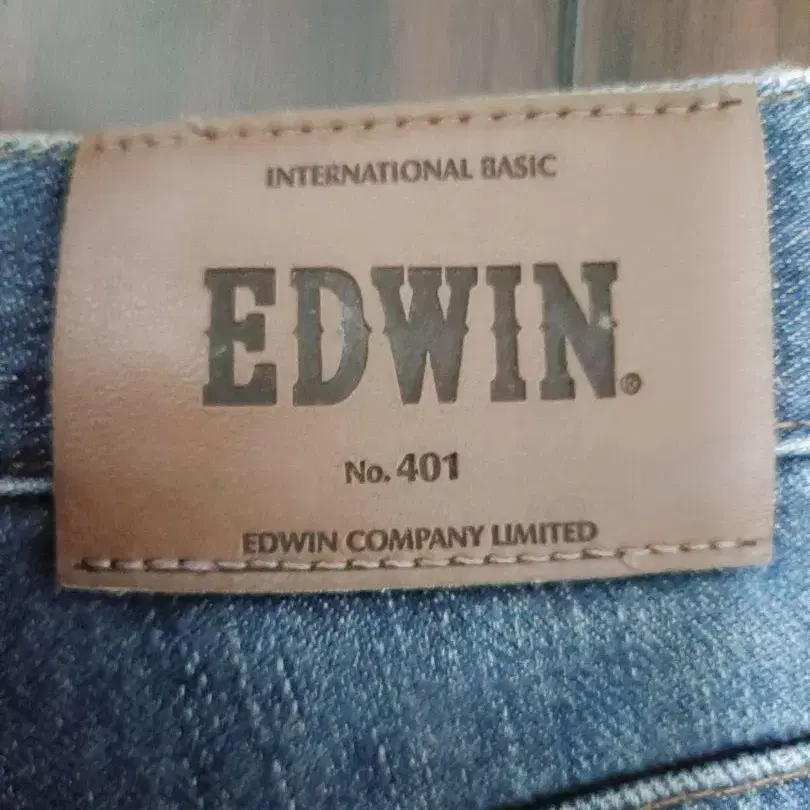 INTERNATIONAL BASIC
EDWIN®
No. 401
EDWIN COMPANY LIMITED